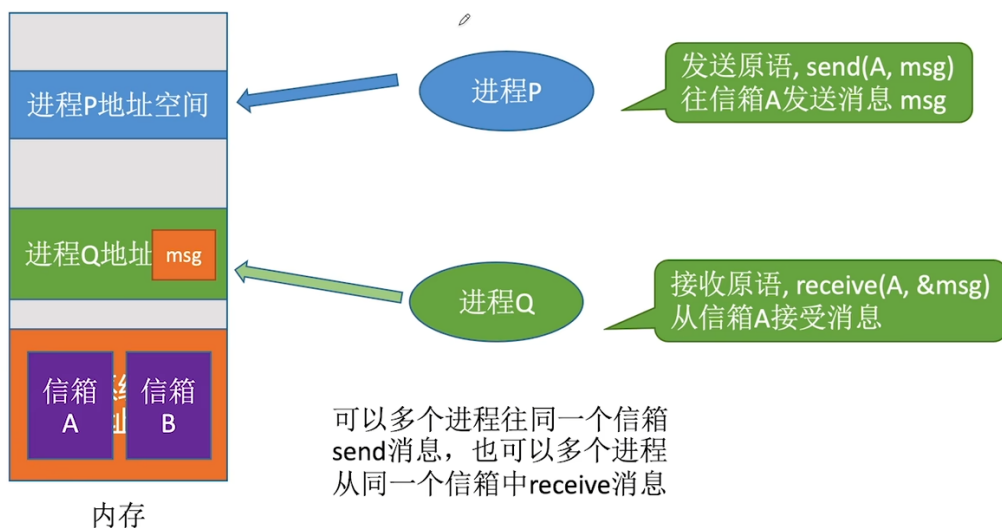 进程P地址空间
进程Q地址
msg
信箱
A
信箱
B
内存
进程P
进程Q
发送原语, send(A, msg)
往信箱A发送消息 msg
接收原语, receive(A, &msg)
从信箱A接受消息
可以多个进程往同一个信箱
send消息，也可以多个进程
从同一个信箱中receive消息